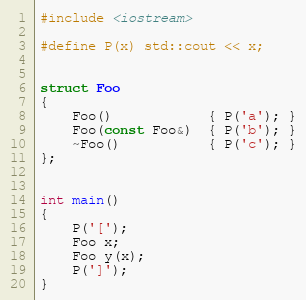 1 #include <iostream>
2
3 #define P(x) std::cout << x;
4
5
6 struct Foo
7 {
8     Foo()             { P('a'); }
9     Foo(const Foo&)  { P('b'); }
10     ~Foo()            { P('c'); }
11 };
12
13
14 int main()
15 {
16     P('[');
17     Foo x;
18     Foo y(x);
19     P(']');
20 }